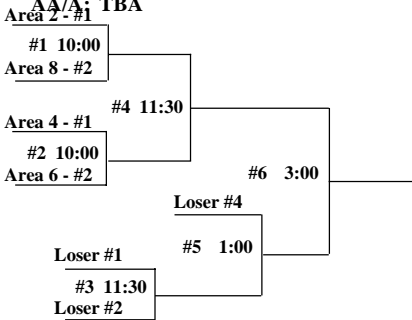 AA/A: TBA
Area 2 - #1
#1 10:00
Area 8 - #2
#4 11:30
Area 4 - #1
#2 10:00
Area 6 - #2
#6 3:00
Loser #4
#5 1:00
Loser #1
#3 11:30
Loser #2